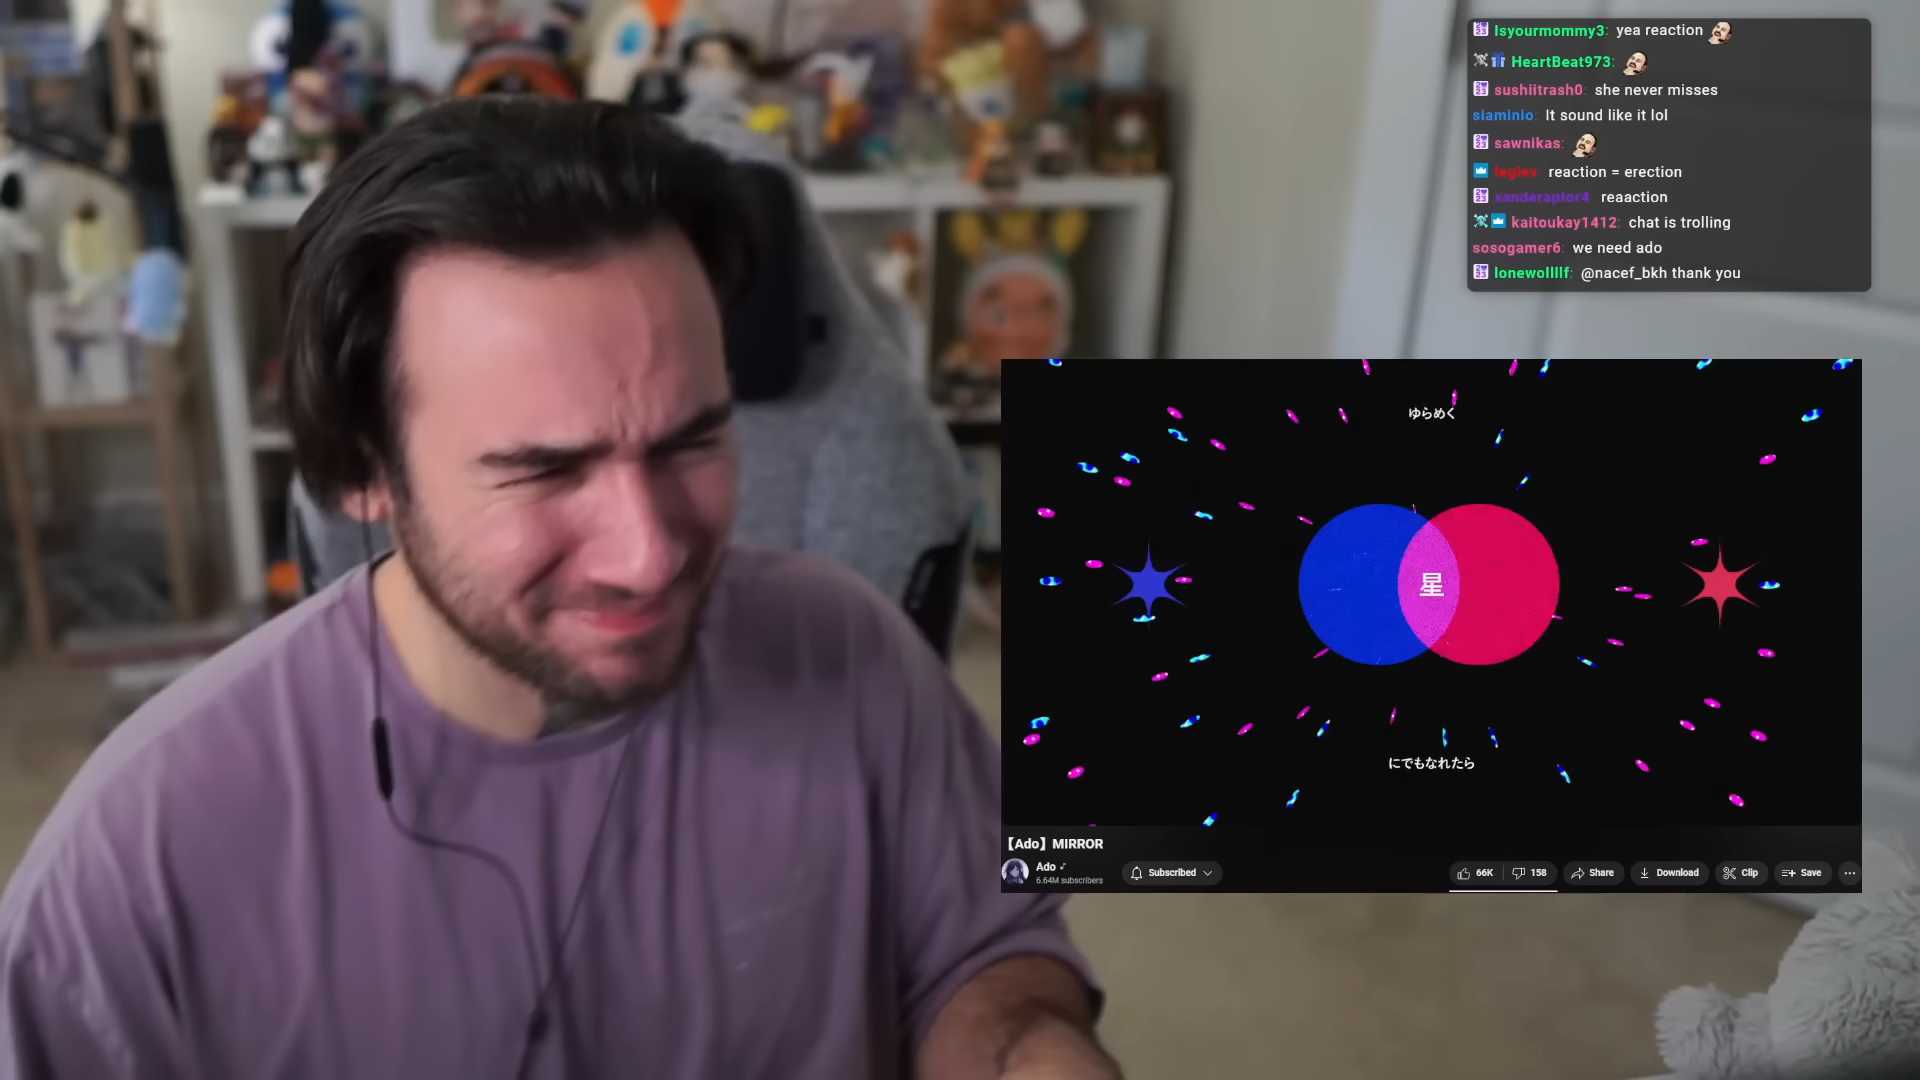 lsyourmommy3: yea reaction
HeartBeat973:
sushiitrash0: she never misses
siaminio: It sound like it lol
sawnikas:
legiev reaction = erection
xanderaptor4 reaaction
kaitoukay1412: chat is trolling
sosogamer6: we need ado
lonewollllf: @nacef_bkh thank you
ゆらめく
星
にでもなれたら
【Ado】MIRROR
Ado
6.64M subscribers
Subscribed
66K
158
Share
Download
Clip
Save